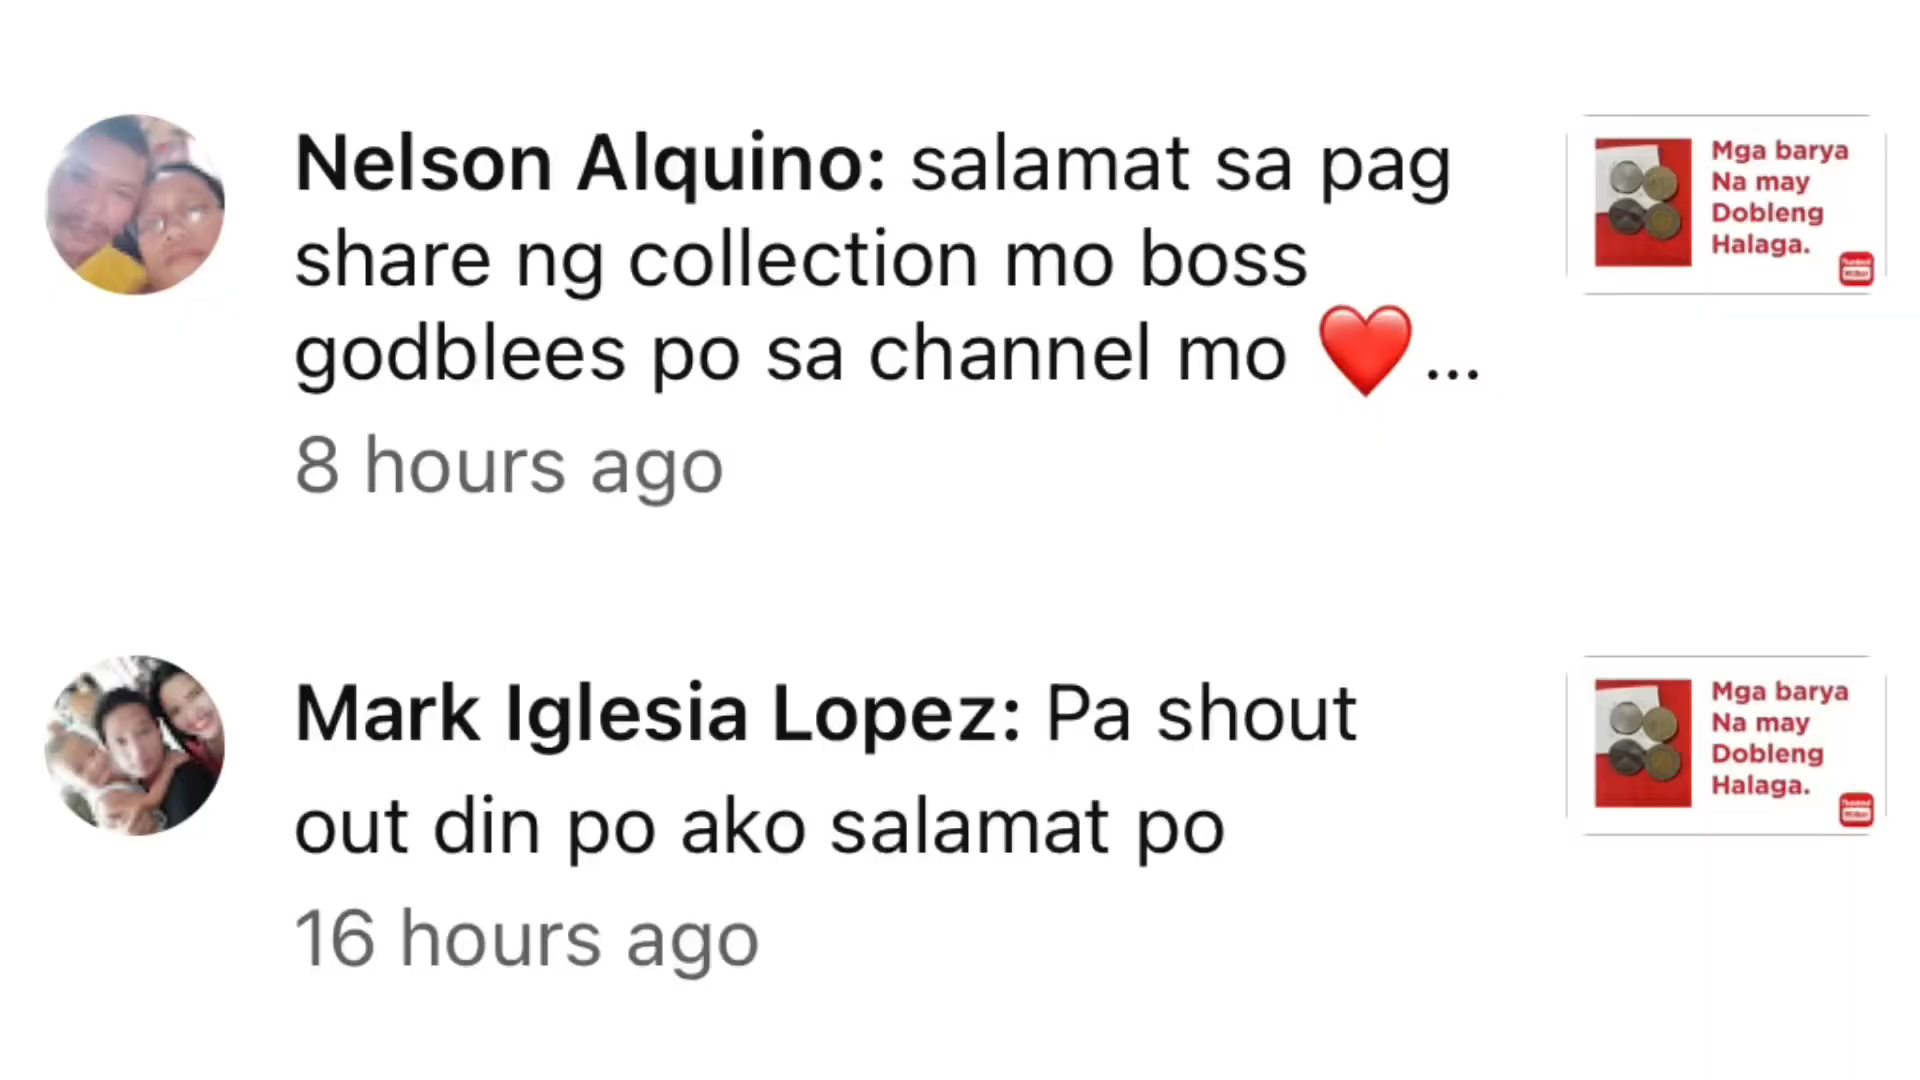 Nelson Alquino: salamat sa pag
share ng collection mo boss
godblees po sa channel mo ❤️...
8 hours ago
Mga barya
Na may
Dobleng
Halaga.
Mark Iglesia Lopez: Pa shout
out din po ako salamat po
16 hours ago
Mga barya
Na may
Dobleng
Halaga.